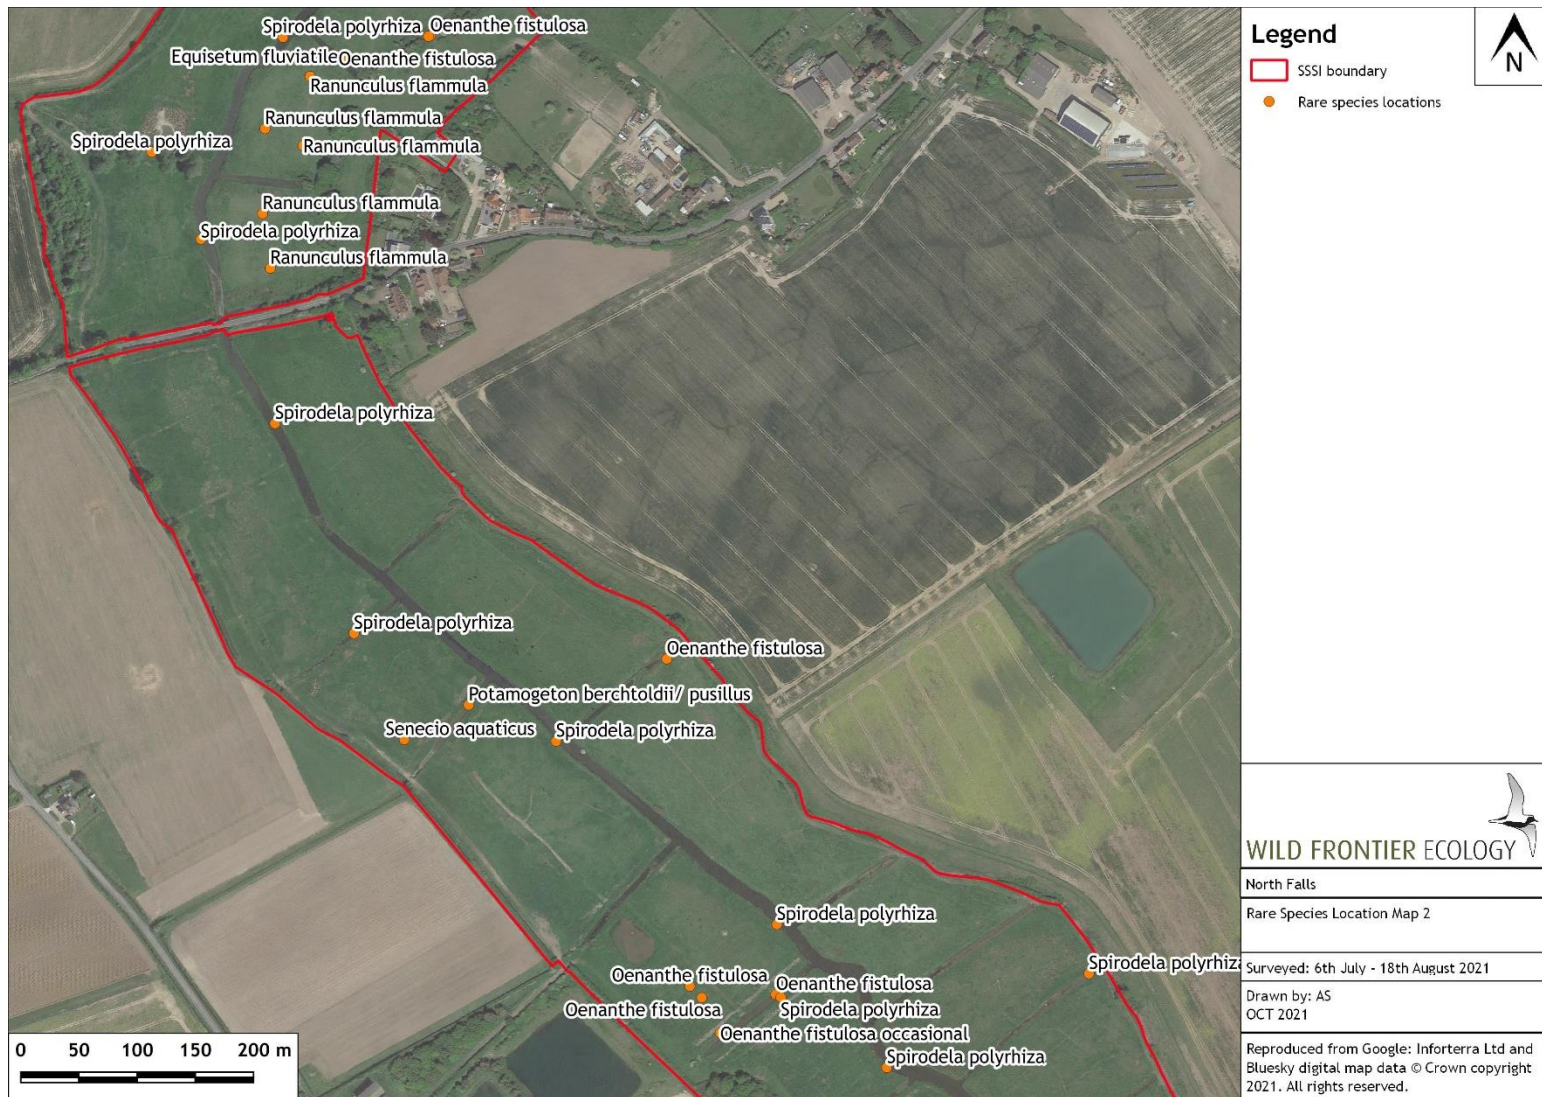 Spirodela polyrhiza
Oenanthe fistulosa
Equisetum fluviatile
Oenanthe fistulosa
Ranunculus flammula
Ranunculus flammula
Spirodela polyrhiza
Ranunculus flammula
Ranunculus flammula
Spirodela polyrhiza
Ranunculus flammula
Spirodela polyrhiza
Spirodela polyrhiza
Oenanthe fistulosa
Potamogeton berchtoldii/ pusillus
Senecio aquaticus
Spirodela polyrhiza
Spirodela polyrhiza
Spirodela polyrhiza
Oenanthe fistulosa
Oenanthe fistulosa
Oenanthe fistulosa
Spirodela polyrhiza
Oenanthe fistulosa occasional
Spirodela polyrhiza
0 50 100 150 200 m
Legend
SSSI boundary
Rare species locations
N
WILD FRONTIER ECOLOGY
North Falls
Rare Species Location Map 2
Surveyed: 6th July - 18th August 2021
Drawn by: AS
OCT 2021
Reproduced from Google: Inforterra Ltd and
Bluesky digital map data © Crown copyright
2021. All rights reserved.